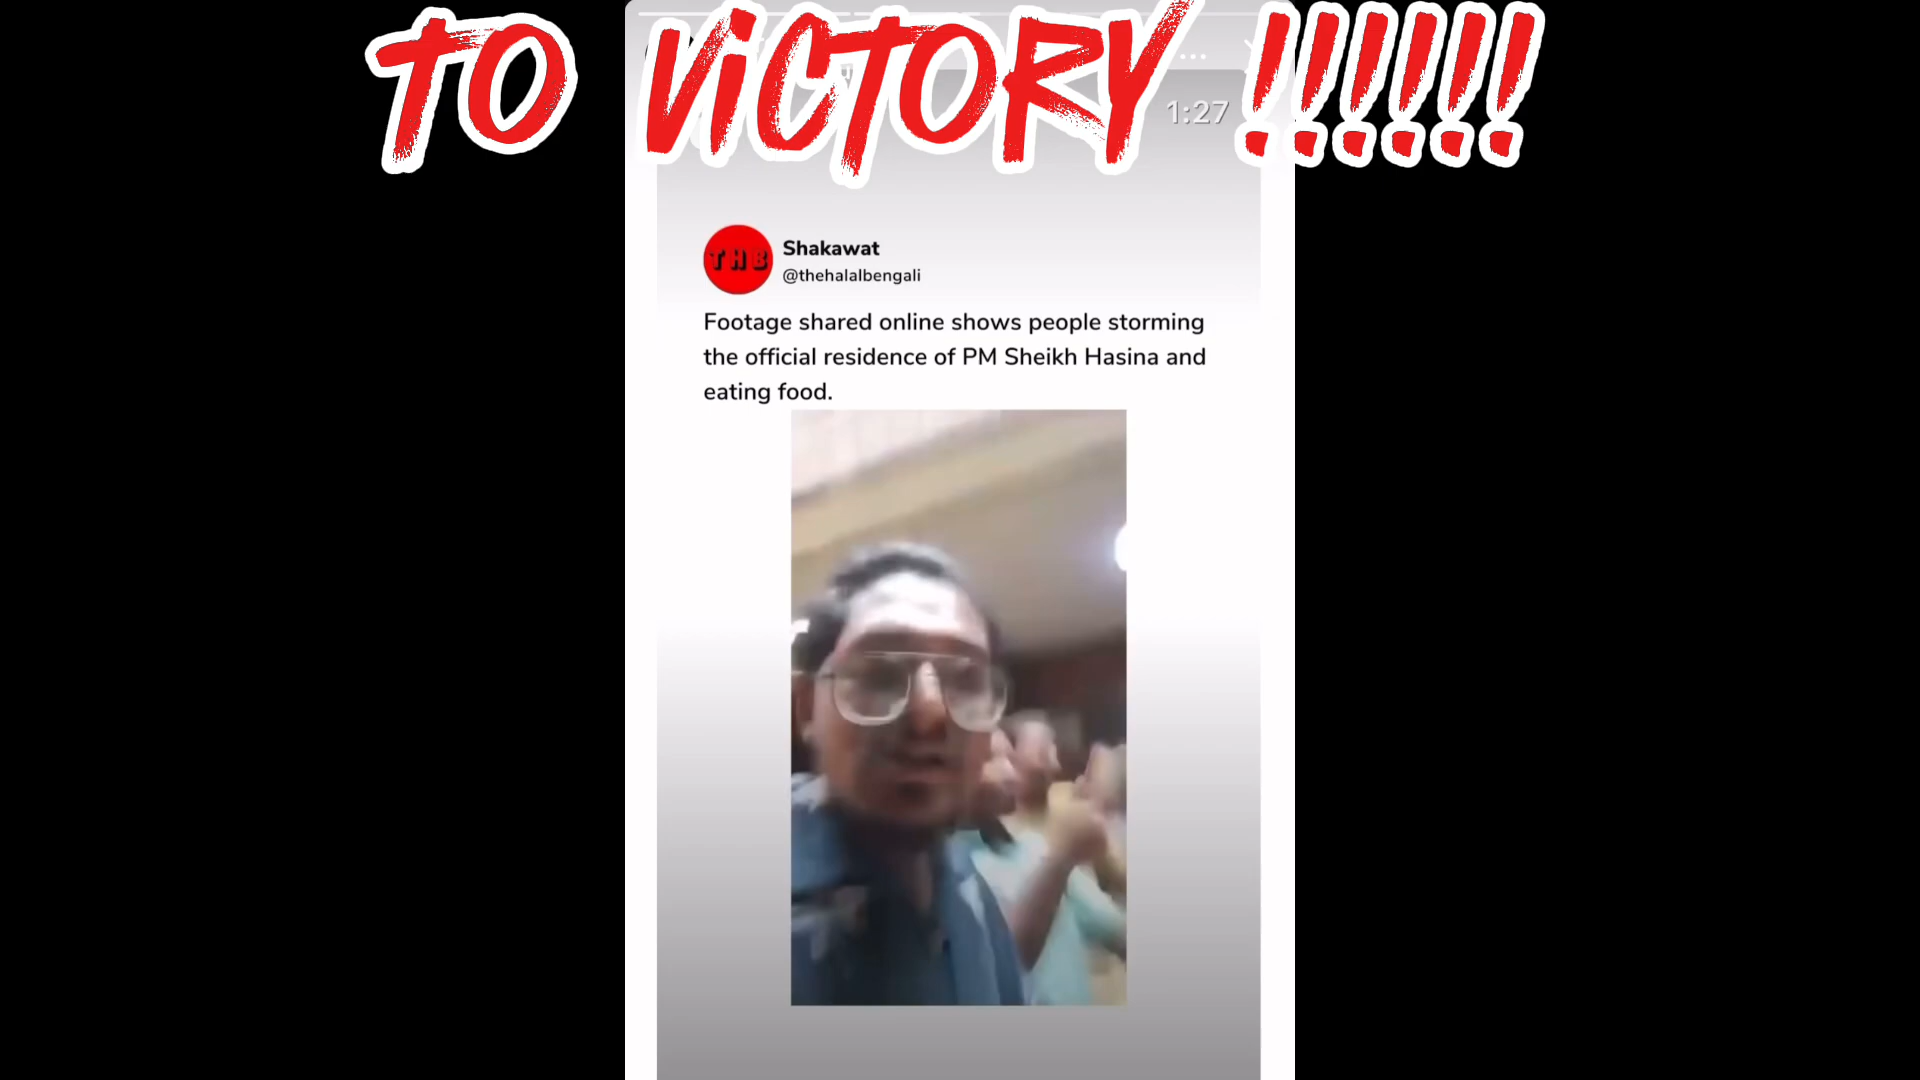 TO ViCTORY !!!!!!
1:27
THB
Shakawat
@thehalalbengali
Footage shared online shows people storming
the official residence of PM Sheikh Hasina and
eating food.